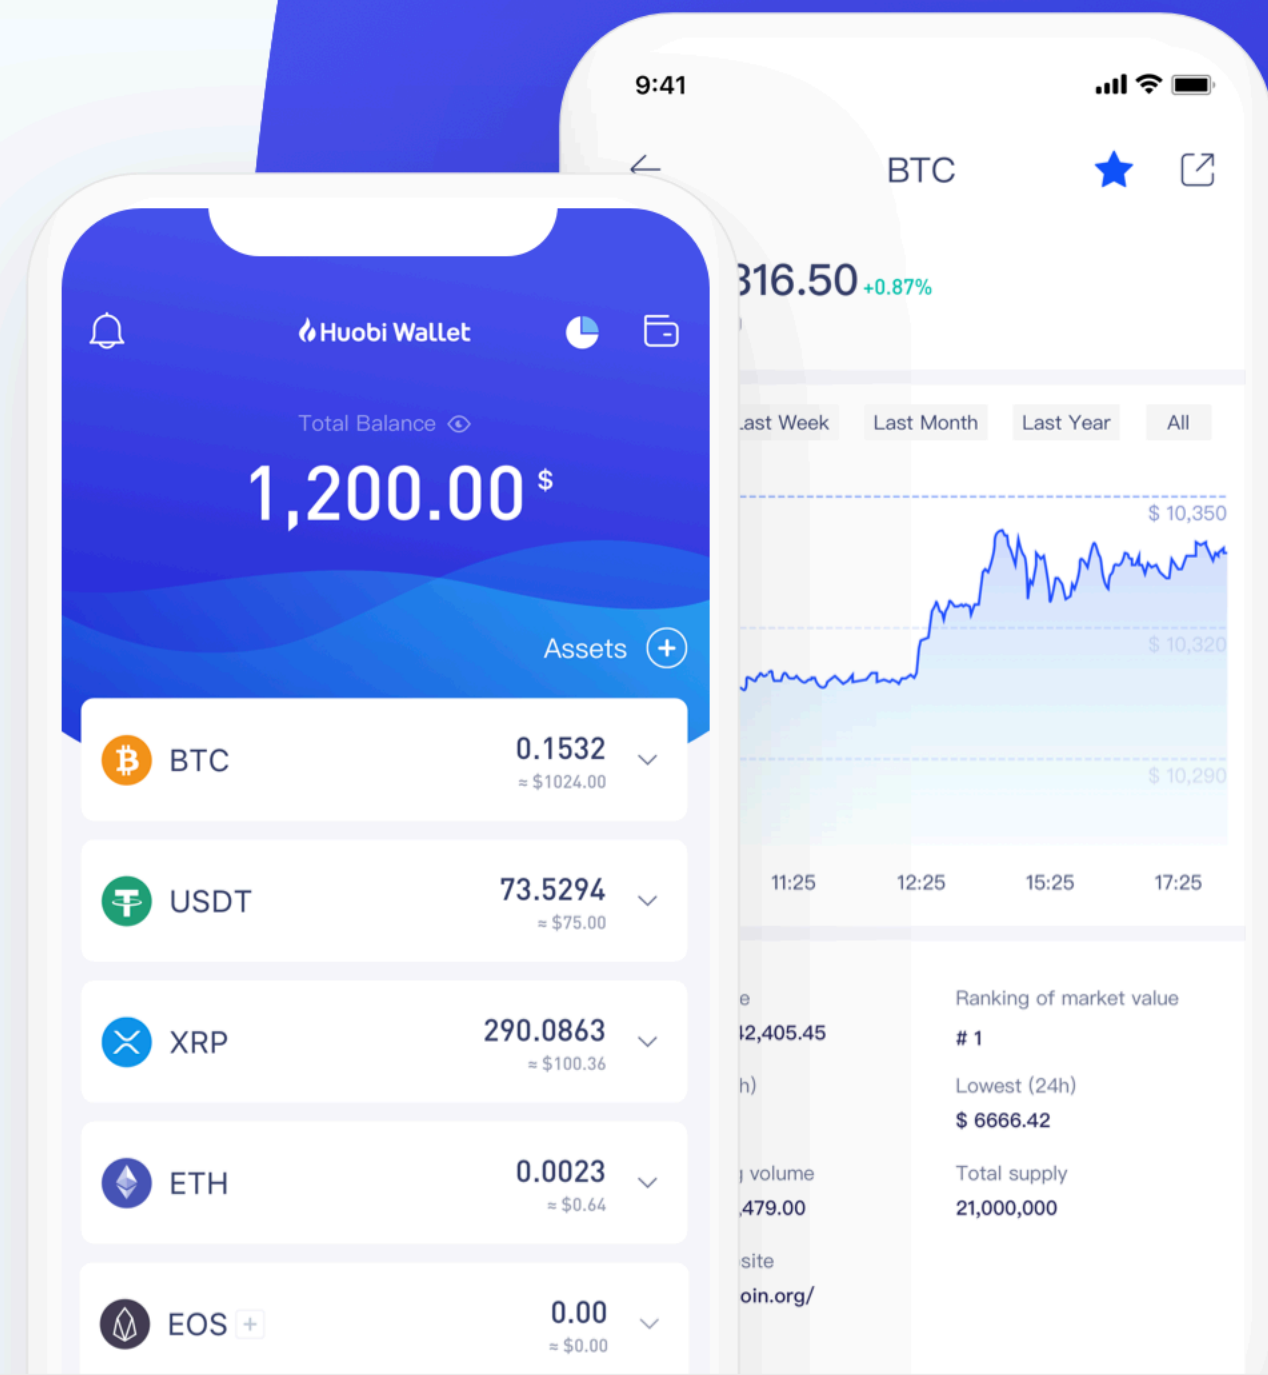 9:41
BTC
316.50 +0.87%
Last Week Last Month Last Year All
$ 10,350
$ 10,320
$ 10,290
11:25 12:25 15:25 17:25
Ranking of market value
2,405.45
# 1
Lowest (24h)
$ 6666.42
volume
Total supply
,479.00
21,000,000
site
oin.org/
Huobi Wallet
Total Balance
1,200.00 $
Assets
BTC
0.1532
≈ $1024.00
USDT
73.5294
≈ $75.00
XRP
290.0863
≈ $100.36
ETH
0.0023
≈ $0.64
EOS +
0.00
≈ $0.00